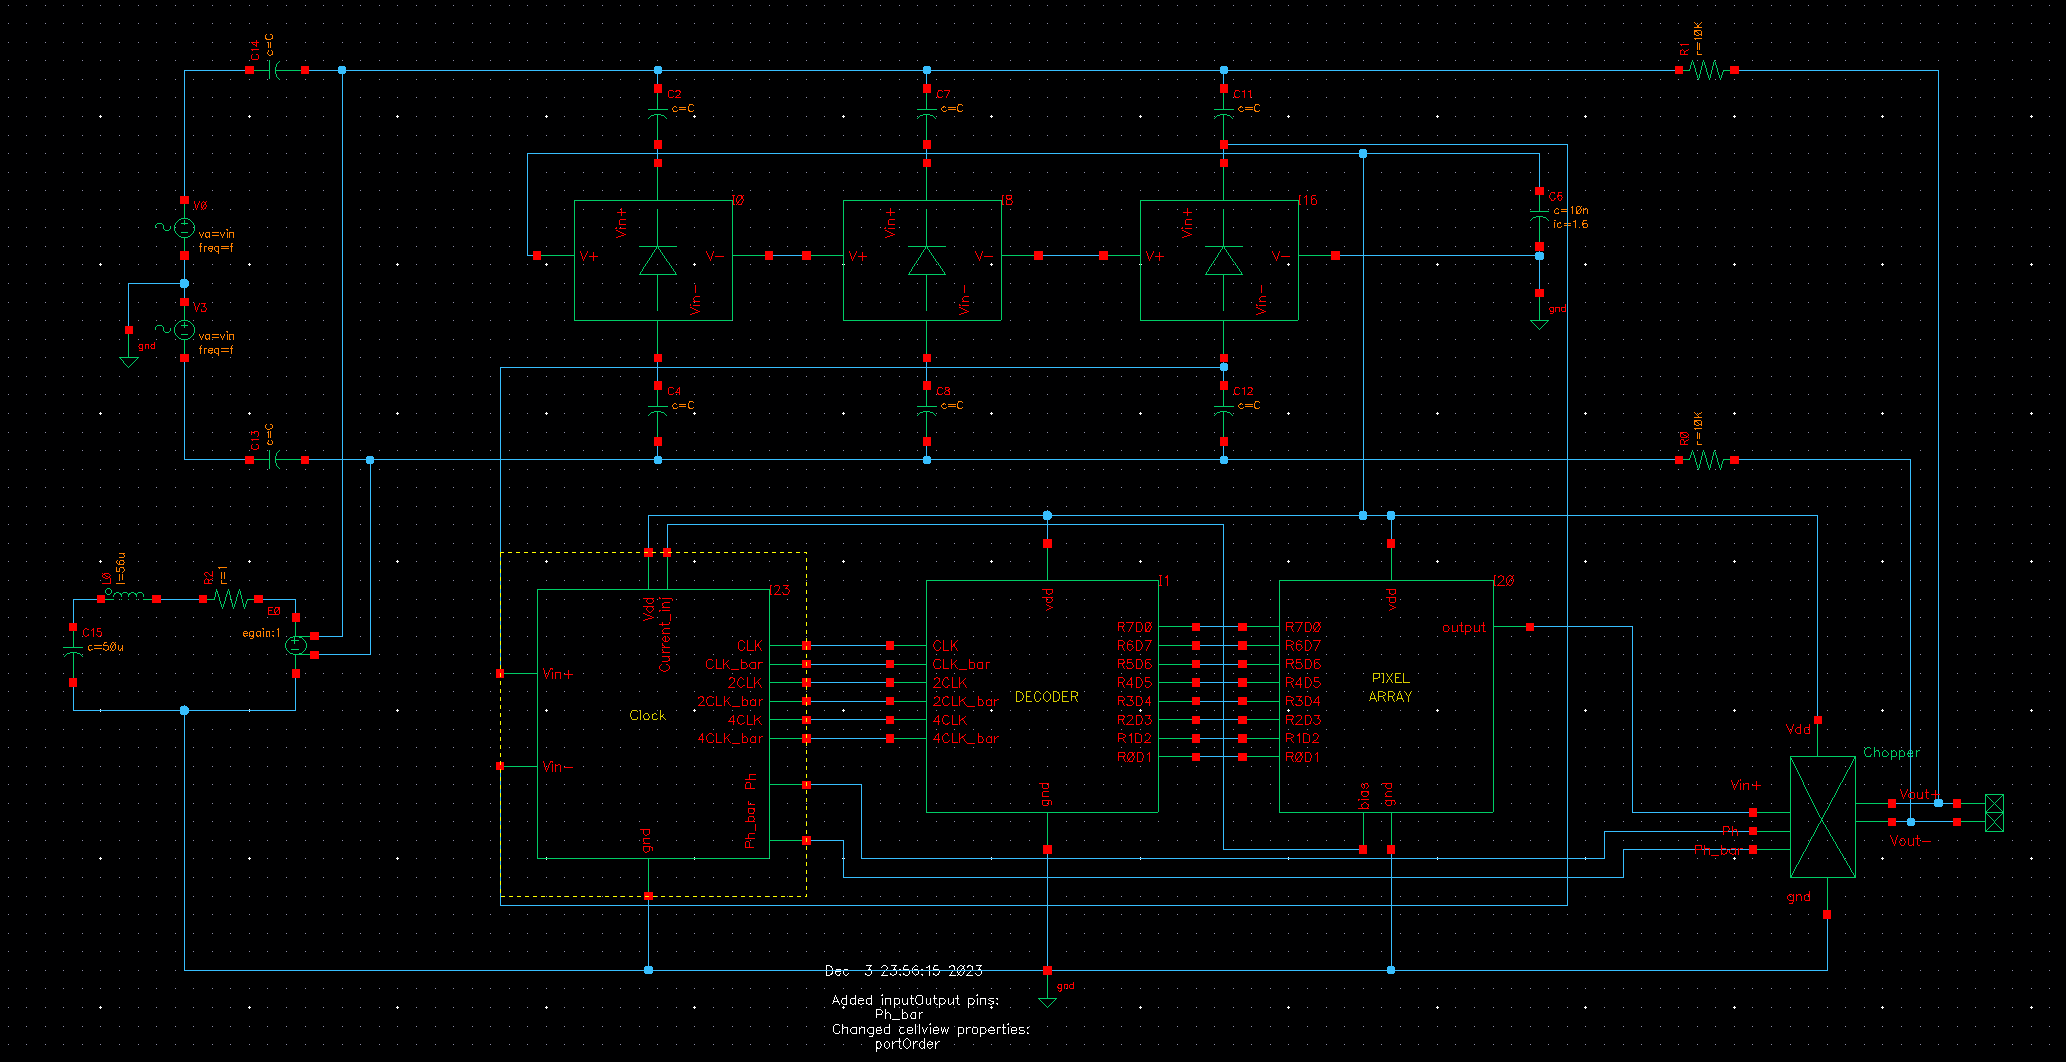 C14
c=C
R1
r=10K
C2
c=C
C7
c=C
C11
c=C
V0
va=vin
freq=f
V3
va=vin
freq=f
gnd
I0
Vin+
V+
V-
Vin-
I8
Vin+
V+
V-
Vin-
I16
Vin+
V+
V-
Vin-
C6
c=10n
ic=1.6
gnd
C4
c=C
C8
c=C
C12
c=C
C13
c=C
R0
r=10K
L0
l=56u
R2
r=1
E0
egain:1
C15
c=50u
I23
Vdd
Current_inj
Vin+
Vin-
Clock
CLK
CLK_bar
2CLK
2CLK_bar
4CLK
4CLK_bar
Ph
Ph_bar
gnd
I1
vdd
CLK
CLK_bar
2CLK
2CLK_bar
4CLK
4CLK_bar
DECODER
R7D0
R6D7
R5D6
R4D5
R3D4
R2D3
R1D2
R0D1
gnd
I20
vdd
R7D0
R6D7
R5D6
R4D5
R3D4
R2D3
R1D2
R0D1
PIXEL
ARRAY
output
bias
gnd
Vdd
Chopper
Vin+
Ph
Ph_bar
Vout+
Vout-
gnd
Dec 3 23:56:15 2023
gnd
Added inputOutput pins:
Ph_bar
Changed cellview properties:
portOrder